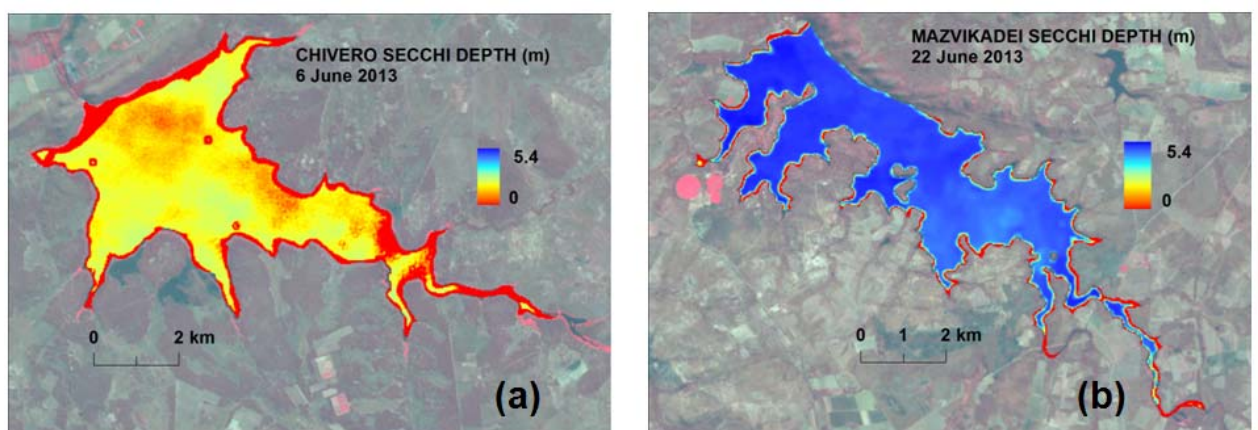 CHIVERO SECCHI DEPTH (m)
6 June 2013
5.4
0
0 2 km
(a)
MAZVIKADEI SECCHI DEPTH (m)
22 June 2013
5.4
0
0 1 2 km
(b)